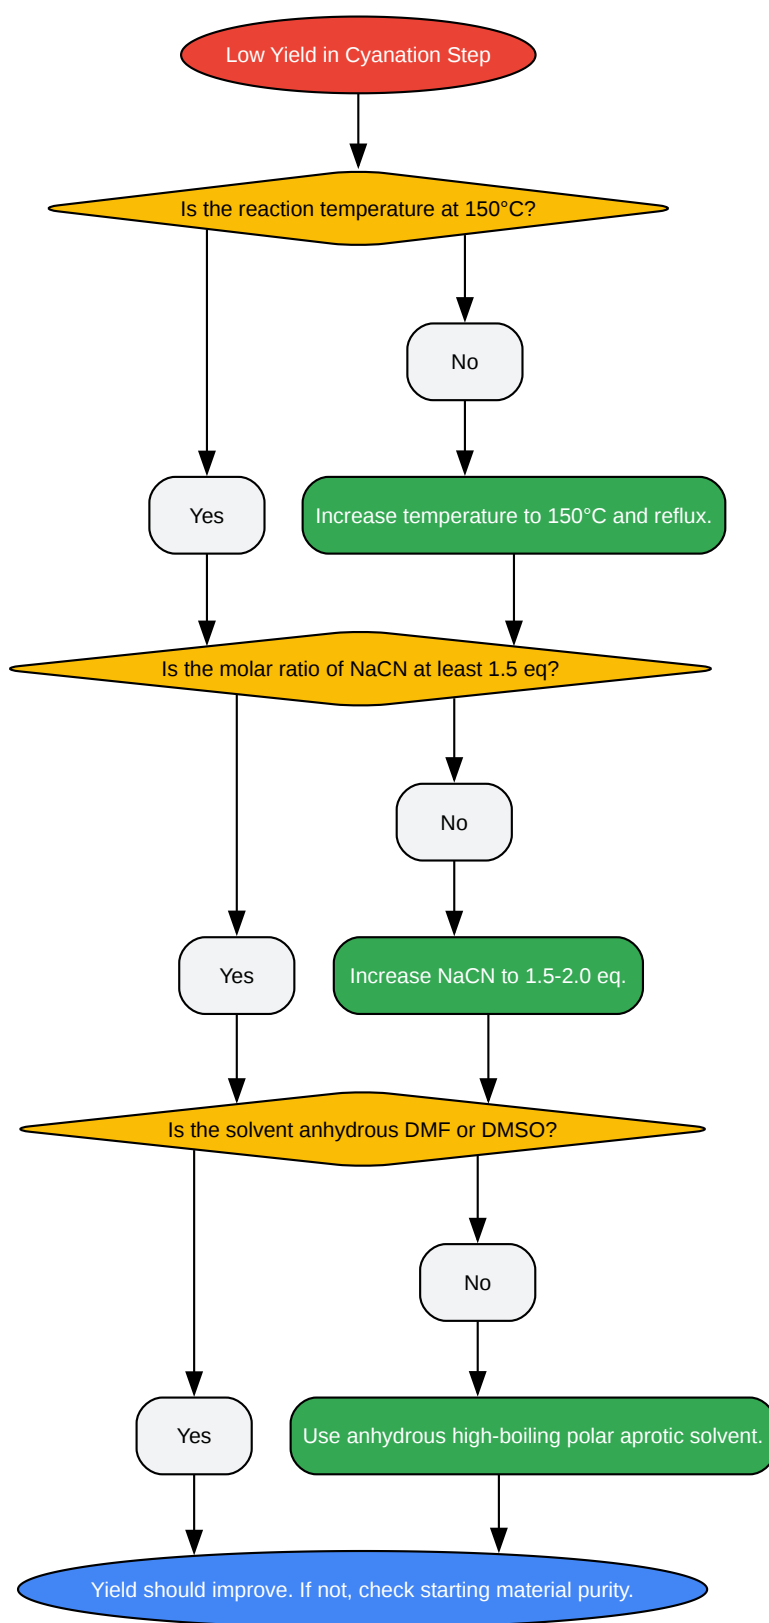 Low Yield in Cyanation Step
Is the reaction temperature at 150°C?
No
Yes
Increase temperature to 150°C and reflux.
Is the molar ratio of NaCN at least 1.5 eq?
No
Yes
Increase NaCN to 1.5-2.0 eq.
Is the solvent anhydrous DMF or DMSO?
No
Yes
Use anhydrous high-boiling polar aprotic solvent.
Yield should improve. If not, check starting material purity.